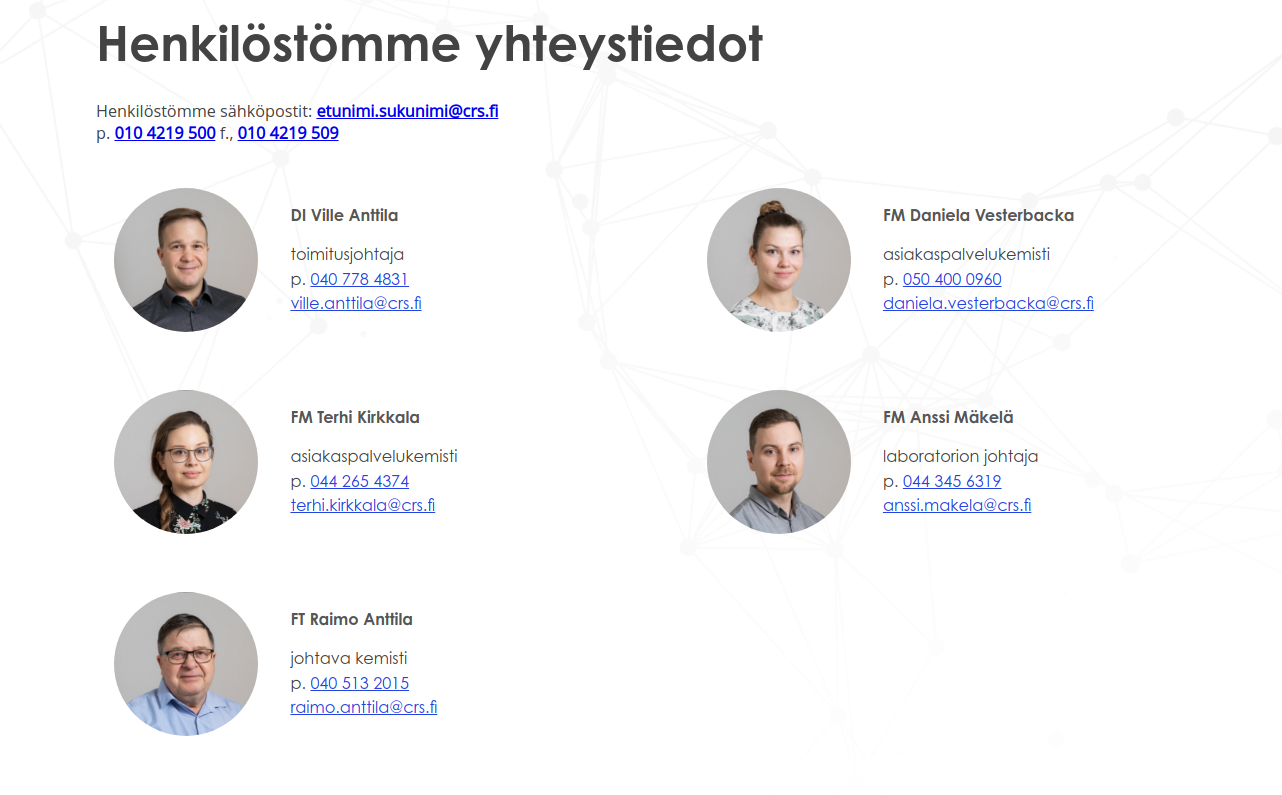 Henkilöstömme yhteystiedot
Henkilöstömme sähköpostit: etunimi.sukunimi@crs.fi
p. 010 4219 500 f., 010 4219 509
DI Ville Anttila
toimitusjohtaja
p. 040 778 4831
ville.anttila@crs.fi
FM Daniela Vesterbacka
asiakaspalvelukemisti
p. 050 400 0960
daniela.vesterbacka@crs.fi
FM Terhi Kirkkala
asiakaspalvelukemisti
p. 044 265 4374
terhi.kirkkala@crs.fi
FM Anssi Mäkelä
laboratorion johtaja
p. 044 345 6319
anssi.makela@crs.fi
FT Raimo Anttila
johtava kemisti
p. 040 513 2015
raimo.anttila@crs.fi